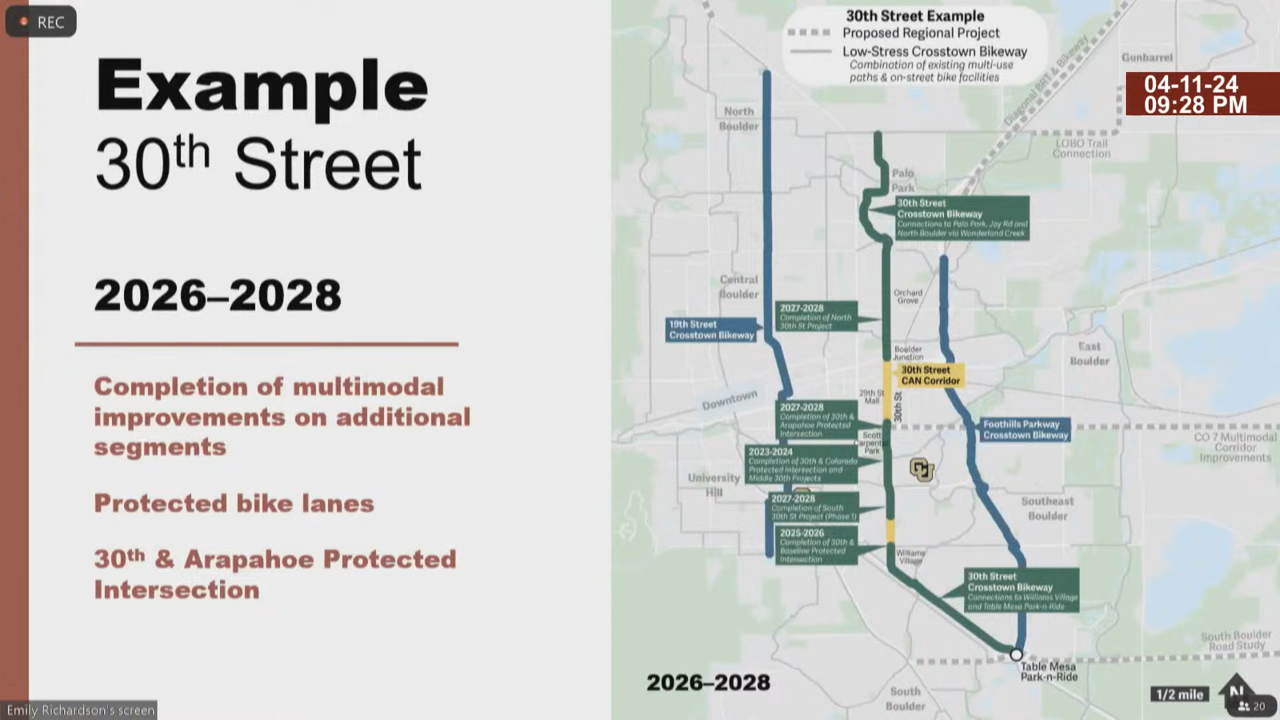 REC
Example
30th Street
2026–2028
Completion of multimodal
improvements on additional
segments
Protected bike lanes
30th & Arapahoe Protected
Intersection
Emily Richardson's screen
30th Street Example
Proposed Regional Project
Low-Stress Crosstown Bikeway
Combination of existing multi-use
paths & on-street bike facilities
04-11-24
09:28 PM
Gunbarrel
Diagonal BRT & Bikeway
LOBO Trail
Connection
North
Boulder
Palo
Park
30th Street
Crosstown Bikeway
Connections to Palo Park, Jay Rd and
North Boulder via Wonderland Creek
Central
Boulder
Orchard
Grove
2027-2028
Completion of North
30th St Project
19th Street
Crosstown Bikeway
Boulder
Junction
East
Boulder
30th Street
CAN Corridor
29th St
Mall
30th St
Downtown
2027-2028
Completion of 30th &
Arapahoe Protected
Intersection
Foothills Parkway
Crosstown Bikeway
Scott
Carpenter
Park
CO 7 Multimodal
Corridor
Improvements
2023-2024
Completion of 30th & Colorado
Protected Intersection and
Middle 30th Projects
CU
University
Hill
2027-2028
Completion of South
30th St Project (Phase 1)
Southeast
Boulder
2025-2026
Completion of 30th &
Baseline Protected
Intersection
Williams
Village
30th Street
Crosstown Bikeway
Connections to Williams Village
and Table Mesa Park-n-Ride
South Boulder
Road Study
Table Mesa
Park-n-Ride
2026–2028
South
Boulder
1/2 mile
N
20